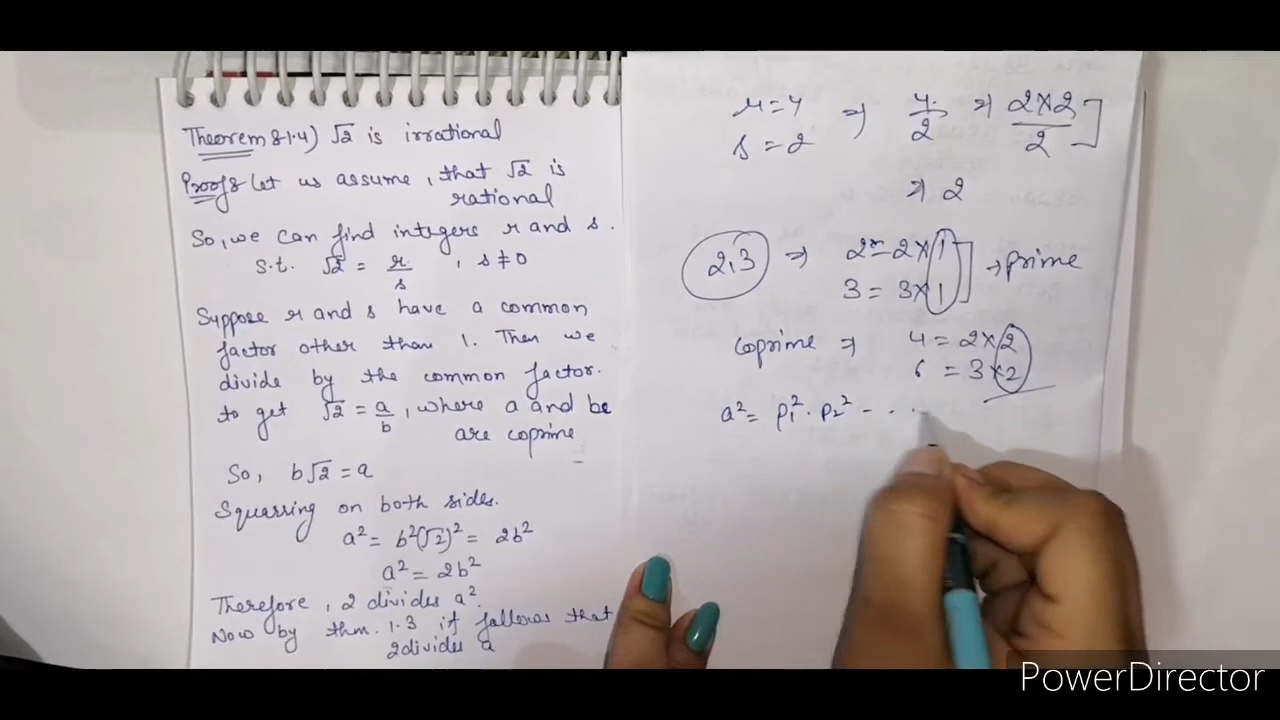 Theorem 1.4) √2 is irrational
Proof: Let us assume, that √2 is
rational
So, we can find integers r and s.
s.t. √2 = r/s , s ≠ 0
Suppose r and s have a common
factor other than 1. Then we
divide by the common factor.
to get √2 = a/b, where a and be
are coprime
So, b√2 = a
Squarring on both sides.
a² = b²(√2)² = 2b²
a² = 2b²
Therefore, 2 divides a².
Now by thm. 1.3 it follows that
2 divides a
r = 4 ⇒ 4/2 ⇒ 2×2/2 ]
s = 2
⇒ 2
2,3 ⇒ 2 = 2×1
3 = 3×1 ] → prime
Coprime ⇒ 4 = 2×2
6 = 3×2
a² = p₁² . p₂² - . .
PowerDirector